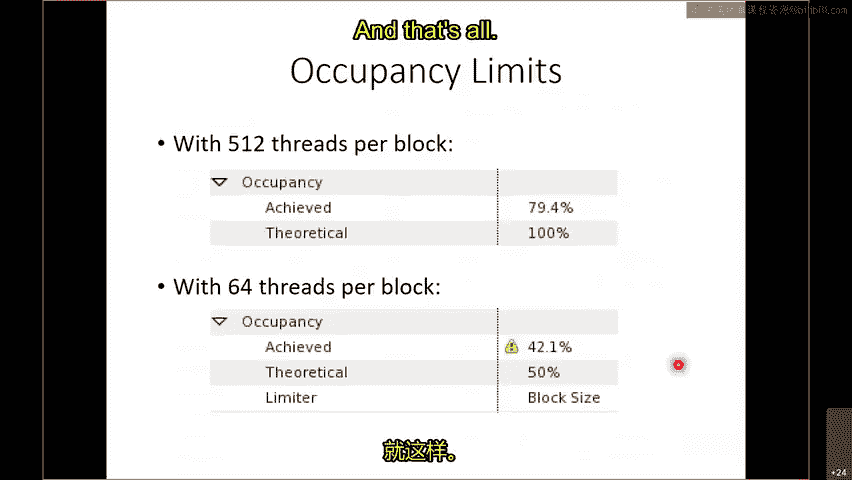 And that's all.
Occupancy Limits
• With 512 threads per block:
Occupancy
Achieved 79.4%
Theoretical 100%
• With 64 threads per block:
Occupancy
Achieved 42.1%
Theoretical 50%
Limiter Block Size
就这样。
+24